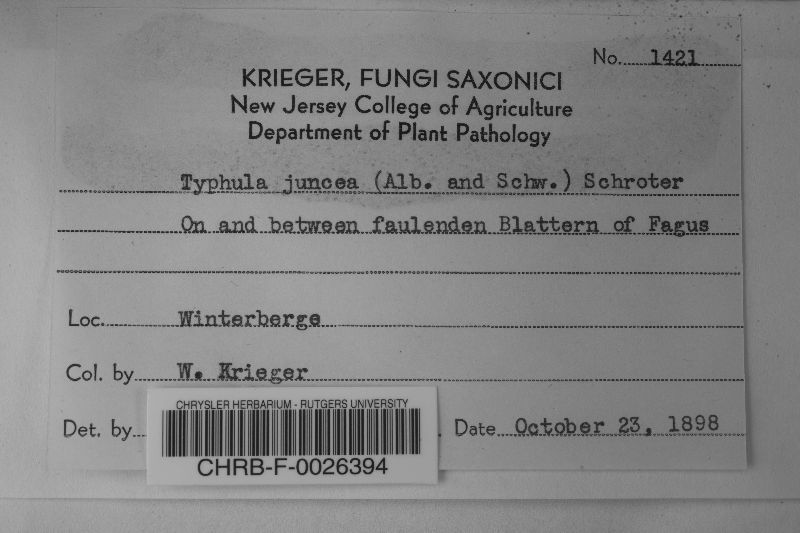 No. 1421
KRIEGER, FUNGI SAXONICI
New Jersey College of Agriculture
Department of Plant Pathology
Typhula juncea (Alb. and Schw.) Schroter
On and between faulenden Blattern of Fagus
Loc. Winterberge
Col. by W. Krieger
Det. by Date October 23, 1898
CHRYSLER HERBARIUM - RUTGERS UNIVERSITY
CHRB-F-0026394